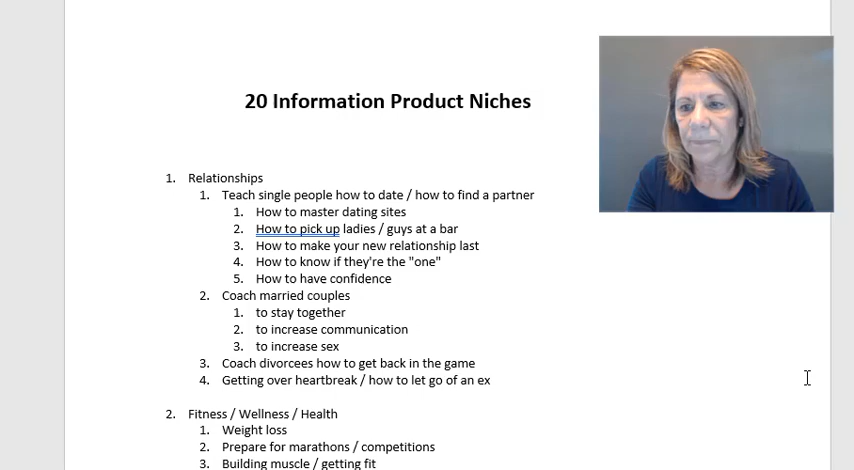 20 Information Product Niches
1. Relationships
1. Teach single people how to date / how to find a partner
1. How to master dating sites
2. How to pick up ladies / guys at a bar
3. How to make your new relationship last
4. How to know if they're the "one"
5. How to have confidence
2. Coach married couples
1. to stay together
2. to increase communication
3. to increase sex
3. Coach divorcees how to get back in the game
4. Getting over heartbreak / how to let go of an ex
2. Fitness / Wellness / Health
1. Weight loss
2. Prepare for marathons / competitions
3. Building muscle / getting fit